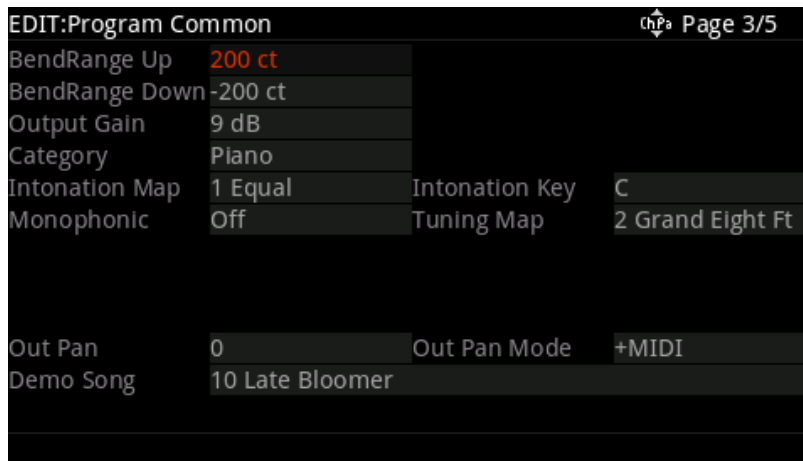 EDIT:Program Common ChPa Page 3/5
BendRange Up 200 ct
BendRange Down -200 ct
Output Gain 9 dB
Category Piano
Intonation Map 1 Equal Intonation Key C
Monophonic Off Tuning Map 2 Grand Eight Ft
Out Pan 0 Out Pan Mode +MIDI
Demo Song 10 Late Bloomer